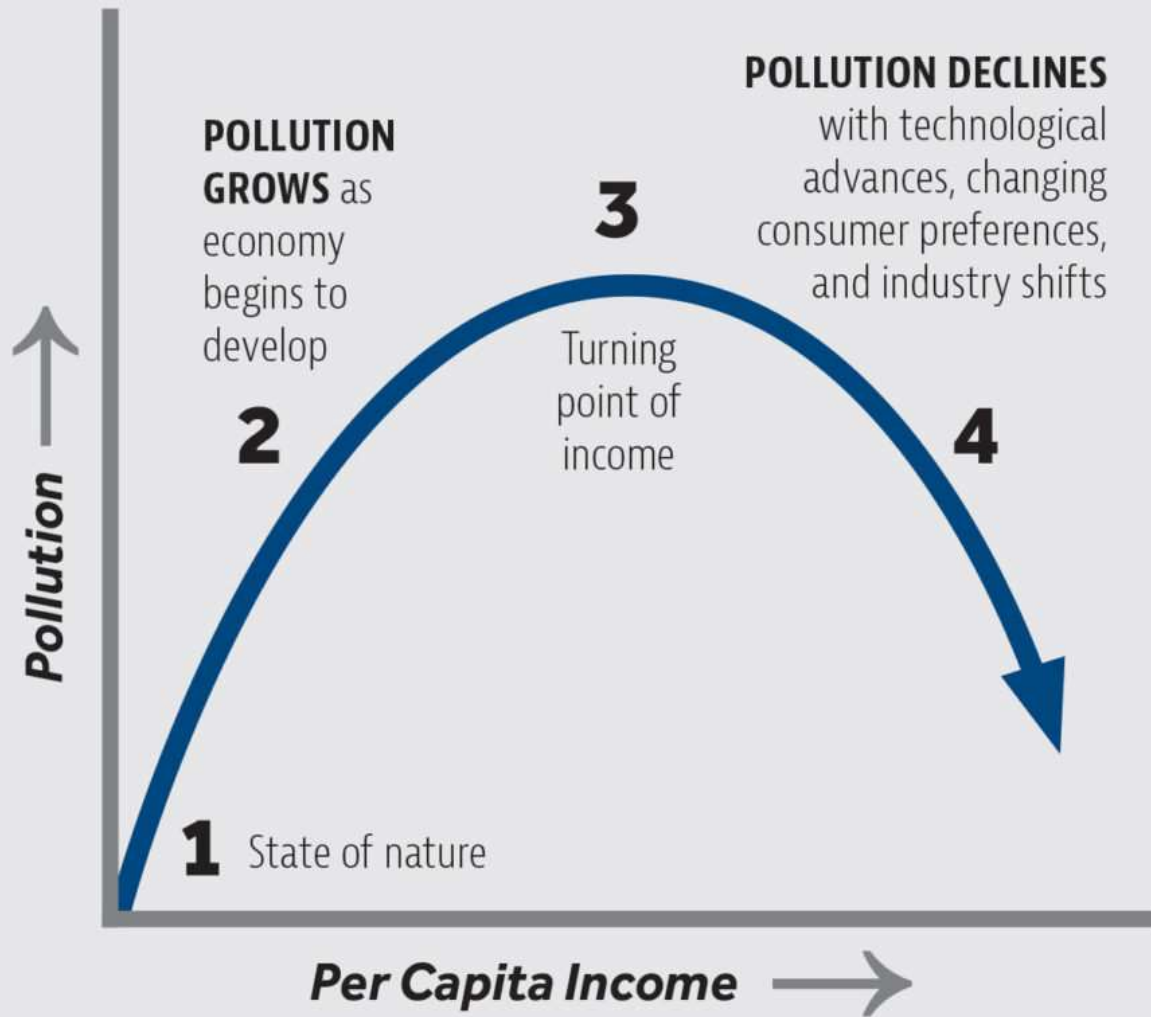 POLLUTION
GROWS as
economy
begins to
develop
2
3
Turning
point of
income
POLLUTION DECLINES
with technological
advances, changing
consumer preferences,
and industry shifts
4
1 State of nature
Pollution
Per Capita Income